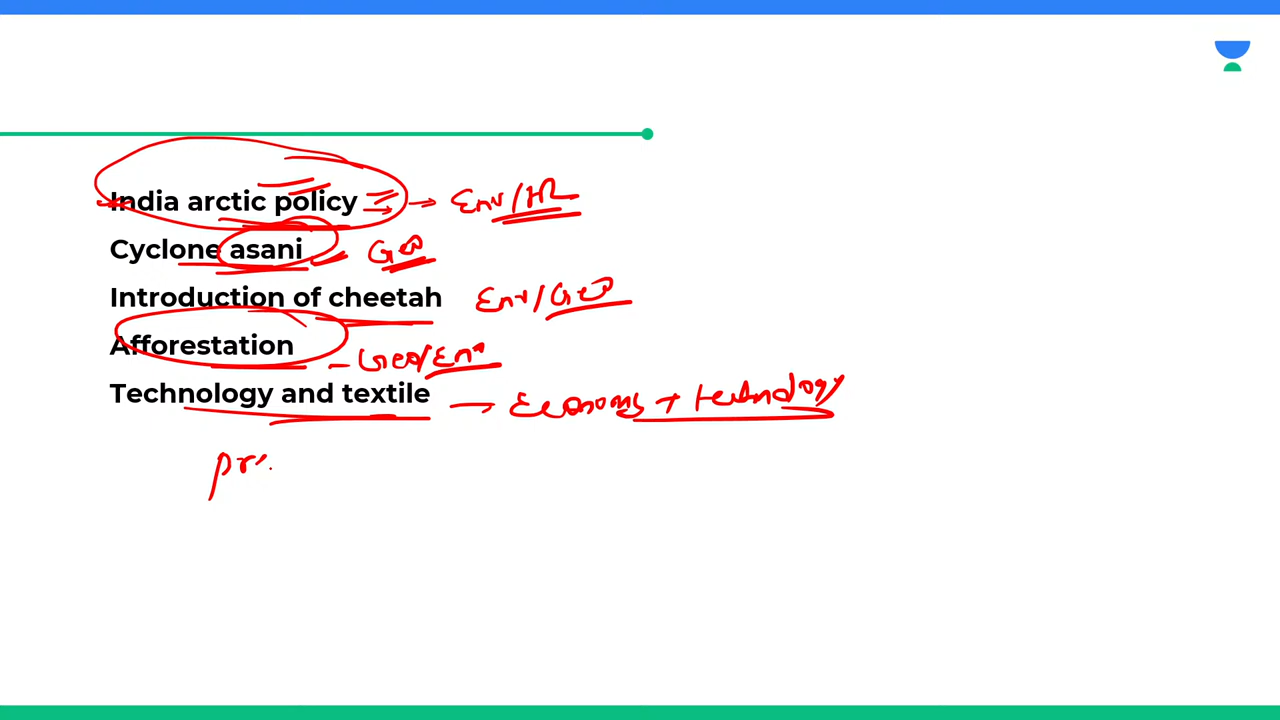 India arctic policy → Env/IR
Cyclone asani Geo
Introduction of cheetah Env/Geo
Afforestation - Geo/Env
Technology and textile → Economy + technology